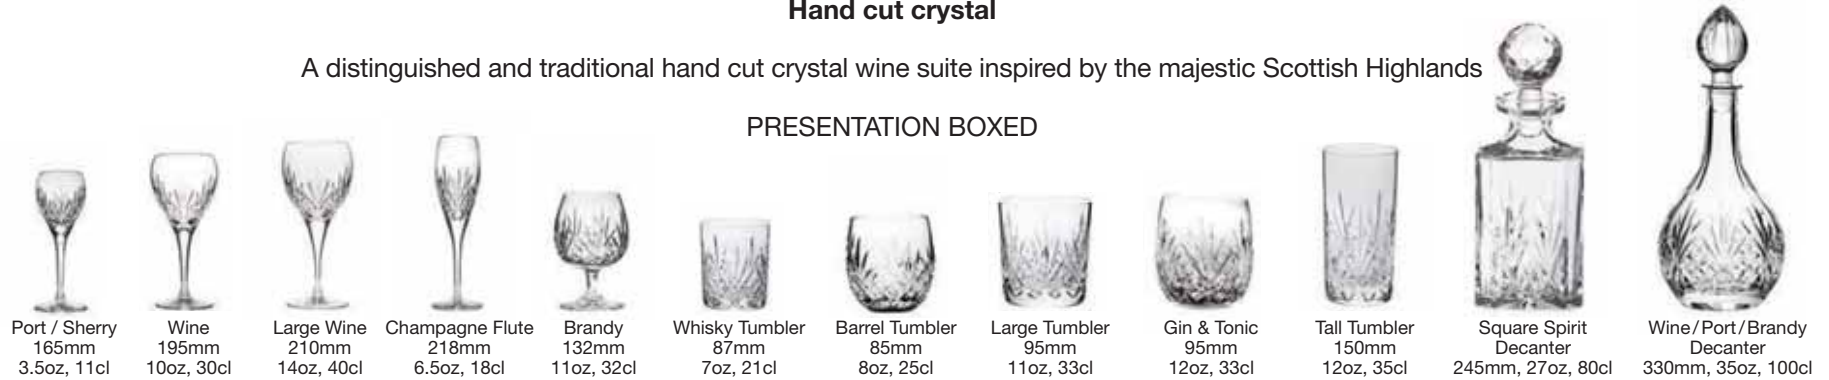 Hand cut crystal
A distinguished and traditional hand cut crystal wine suite inspired by the majestic Scottish Highlands
PRESENTATION BOXED
Port / Sherry
165mm
3.5oz, 11cl
Wine
195mm
10oz, 30cl
Large Wine
210mm
14oz, 40cl
Champagne Flute
218mm
6.5oz, 18cl
Brandy
132mm
11oz, 32cl
Whisky Tumbler
87mm
7oz, 21cl
Barrel Tumbler
85mm
8oz, 25cl
Large Tumbler
95mm
11oz, 33cl
Gin & Tonic
95mm
12oz, 33cl
Tall Tumbler
150mm
12oz, 35cl
Square Spirit
Decanter
245mm, 27oz, 80cl
Wine/Port/Brandy
Decanter
330mm, 35oz, 100cl